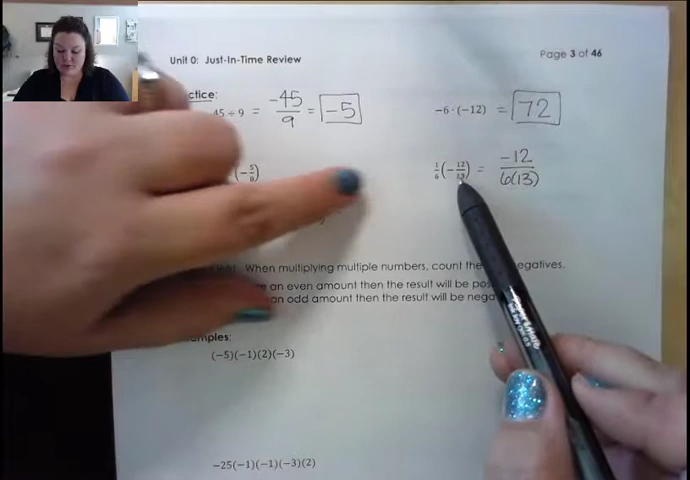 Unit 0: Just-In-Time Review
Page 3 of 46
ctice:
45 ÷ 9 = -45/9 = -5
-6 · (-12) = 72
(-5/
1/6(-12/13) = -12/6(13)
When multiplying multiple numbers, count the
egatives.
an even amount then the result will be pos
an odd amount then the result will be nega
mples:
(-5)(-1)(2)(-3)
-25(-1)(-1)(-3)(2)